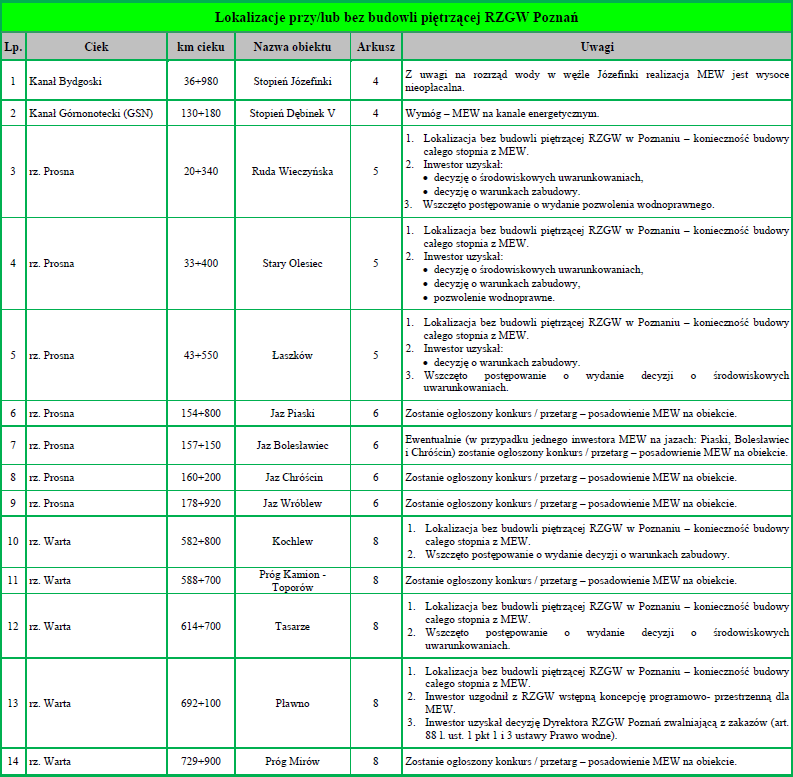 Lokalizacje przy/lub bez budowli piętrzącej RZGW Poznań
Lp. Ciek km cieku Nazwa obiektu Arkusz Uwagi
1 Kanał Bydgoski 36+980 Stopień Józefinki 4 Z uwagi na rozrząd wody w węźle Józefinki realizacja MEW jest wysoce
nieopłacalna.
2 Kanał Górnonotecki (GSN) 130+180 Stopień Dębinek V 4 Wymóg – MEW na kanale energetycznym.
3 rz. Prosna 20+340 Ruda Wieczyńska 5
1. Lokalizacja bez budowli piętrzącej RZGW w Poznaniu – konieczność budowy
całego stopnia z MEW.
2. Inwestor uzyskał:
• decyzję o środowiskowych uwarunkowaniach,
• decyzję o warunkach zabudowy.
3. Wszczęto postępowanie o wydanie pozwolenia wodnoprawnego.
4 rz. Prosna 33+400 Stary Olesiec 5
1. Lokalizacja bez budowli piętrzącej RZGW w Poznaniu – konieczność budowy
całego stopnia z MEW.
2. Inwestor uzyskał:
• decyzję o środowiskowych uwarunkowaniach,
• decyzję o warunkach zabudowy,
• pozwolenie wodnoprawne.
5 rz. Prosna 43+550 Łaszków 5
1. Lokalizacja bez budowli piętrzącej RZGW w Poznaniu – konieczność budowy
całego stopnia z MEW.
2. Inwestor uzyskał:
• decyzję o warunkach zabudowy.
3. Wszczęto postępowanie o wydanie decyzji o środowiskowych
uwarunkowaniach.
6 rz. Prosna 154+800 Jaz Piaski 6 Zostanie ogłoszony konkurs / przetarg – posadowienie MEW na obiekcie.
7 rz. Prosna 157+150 Jaz Bolesławiec 6 Ewentualnie (w przypadku jednego inwestora MEW na jazach: Piaski, Bolesławiec
i Chróścin) zostanie ogłoszony konkurs / przetarg – posadowienie MEW na obiekcie.
8 rz. Prosna 160+200 Jaz Chróścin 6 Zostanie ogłoszony konkurs / przetarg – posadowienie MEW na obiekcie.
9 rz. Prosna 178+920 Jaz Wróblew 6 Zostanie ogłoszony konkurs / przetarg – posadowienie MEW na obiekcie.
10 rz. Warta 582+800 Kochlew 8
1. Lokalizacja bez budowli piętrzącej RZGW w Poznaniu – konieczność budowy
całego stopnia z MEW.
2. Wszczęto postępowanie o wydanie decyzji o warunkach zabudowy.
11 rz. Warta 588+700 Próg Kamion -
Toporów 8 Zostanie ogłoszony konkurs / przetarg – posadowienie MEW na obiekcie.
12 rz. Warta 614+700 Tasarze 8
1. Lokalizacja bez budowli piętrzącej RZGW w Poznaniu – konieczność budowy
całego stopnia z MEW.
2. Wszczęto postępowanie o wydanie decyzji o środowiskowych
uwarunkowaniach.
13 rz. Warta 692+100 Pławno 8
1. Lokalizacja bez budowli piętrzącej RZGW w Poznaniu – konieczność budowy
całego stopnia z MEW.
2. Inwestor uzgodnił z RZGW wstępną koncepcję programowo- przestrzenną dla
MEW.
3. Inwestor uzyskał decyzję Dyrektora RZGW Poznań zwalniającą z zakazów (art.
88 l. ust. 1 pkt 1 i 3 ustawy Prawo wodne).
14 rz. Warta 729+900 Próg Mirów 8 Zostanie ogłoszony konkurs / przetarg – posadowienie MEW na obiekcie.